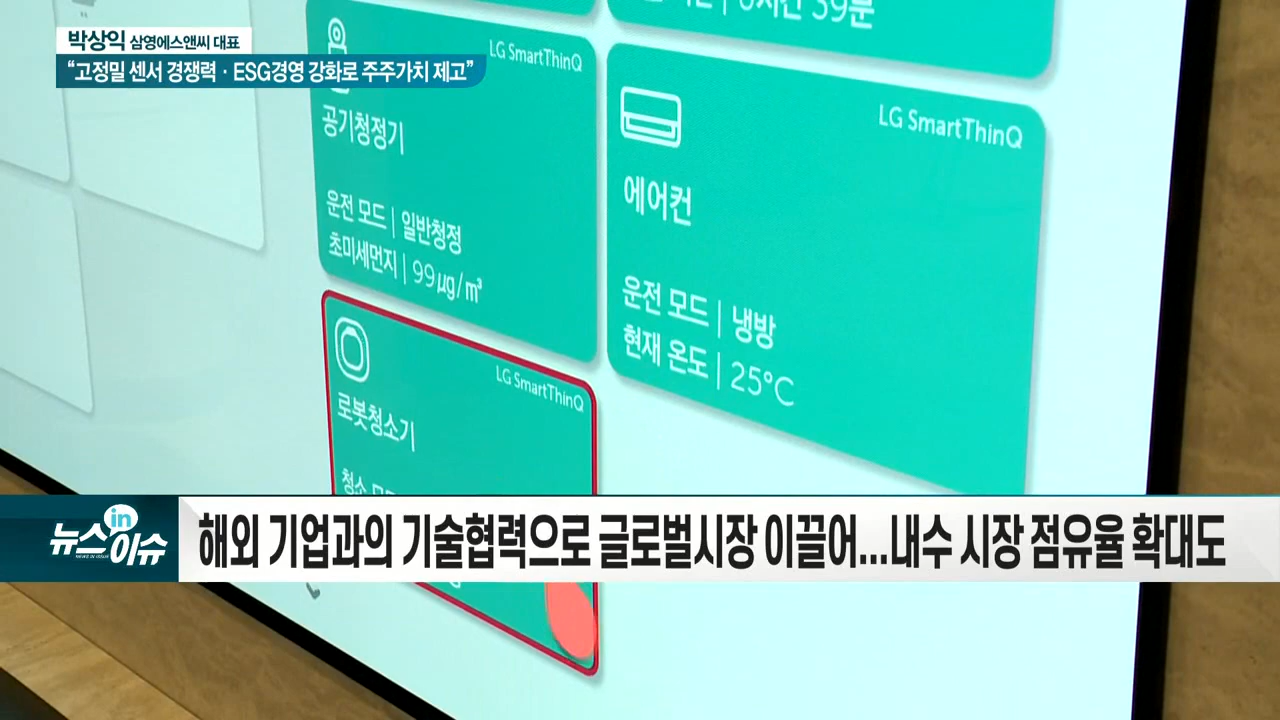 박상익 삼영에스앤씨 대표
“고정밀 센서 경쟁력 · ESG경영 강화로 주주가치 제고”
39분
LG SmartThinQ
공기청정기
운전 모드 | 일반청정
초미세먼지 | 99㎍/㎥
LG SmartThinQ
에어컨
운전 모드 | 냉방
현재 온도 | 25°C
LG SmartThinQ
로봇청소기
청소
뉴스in이슈
해외 기업과의 기술협력으로 글로벌시장 이끌어...내수 시장 점유율 확대도